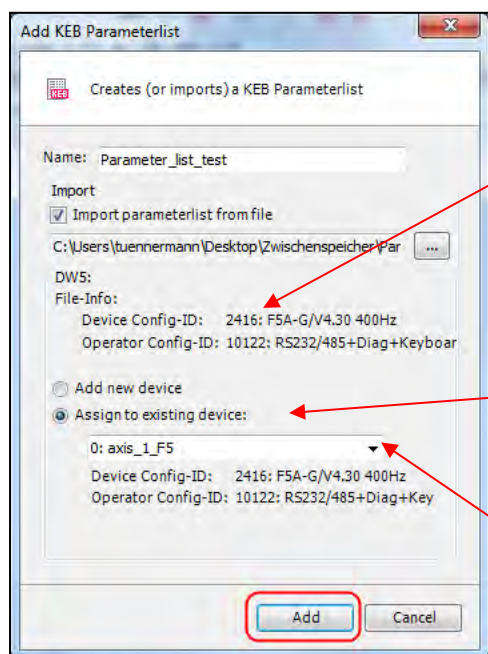 Add KEB Parameterlist
KEB
Creates (or imports) a KEB Parameterlist
Name: Parameter_list_test
Import
Import parameterlist from file
C:\Users\tuennermann\Desktop\Zwischenspeicher\Par ...
DW5:
File-Info:
Device Config-ID: 2416: F5A-G/V4.30 400Hz
Operator Config-ID: 10122: RS232/485+Diag+Keyboar
Add new device
Assign to existing device:
0: axis_1_F5
Device Config-ID: 2416: F5A-G/V4.30 400Hz
Operator Config-ID: 10122: RS232/485+Diag+Key
Add Cancel